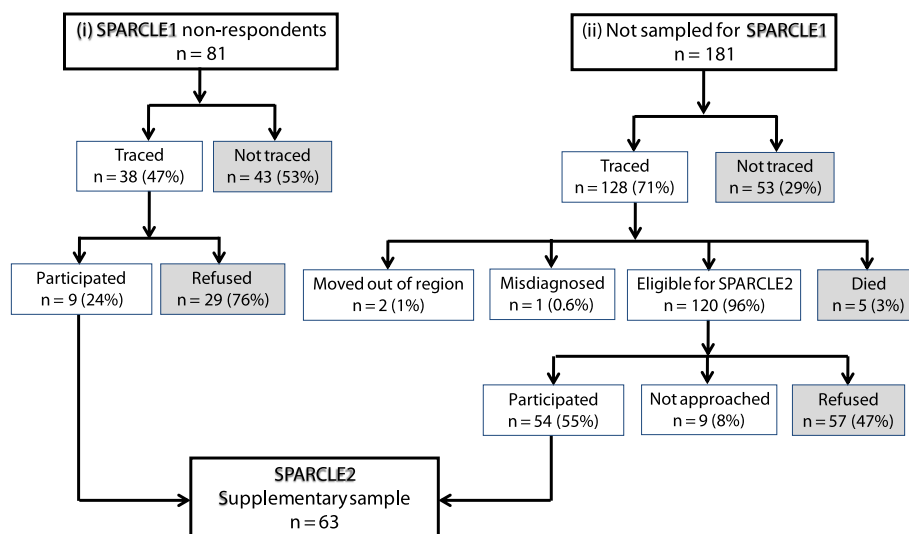 (i) SPARCLE1 non-respondents
n = 81
(ii) Not sampled for SPARCLE1
n = 181
Traced
n = 38 (47%)
Not traced
n = 43 (53%)
Traced
n = 128 (71%)
Not traced
n = 53 (29%)
Participated
n = 9 (24%)
Refused
n = 29 (76%)
Moved out of region
n = 2 (1%)
Misdiagnosed
n = 1 (0.6%)
Eligible for SPARCLE2
n = 120 (96%)
Died
n = 5 (3%)
Participated
n = 54 (55%)
Not approached
n = 9 (8%)
Refused
n = 57 (47%)
SPARCLE2
Supplementary sample
n = 63